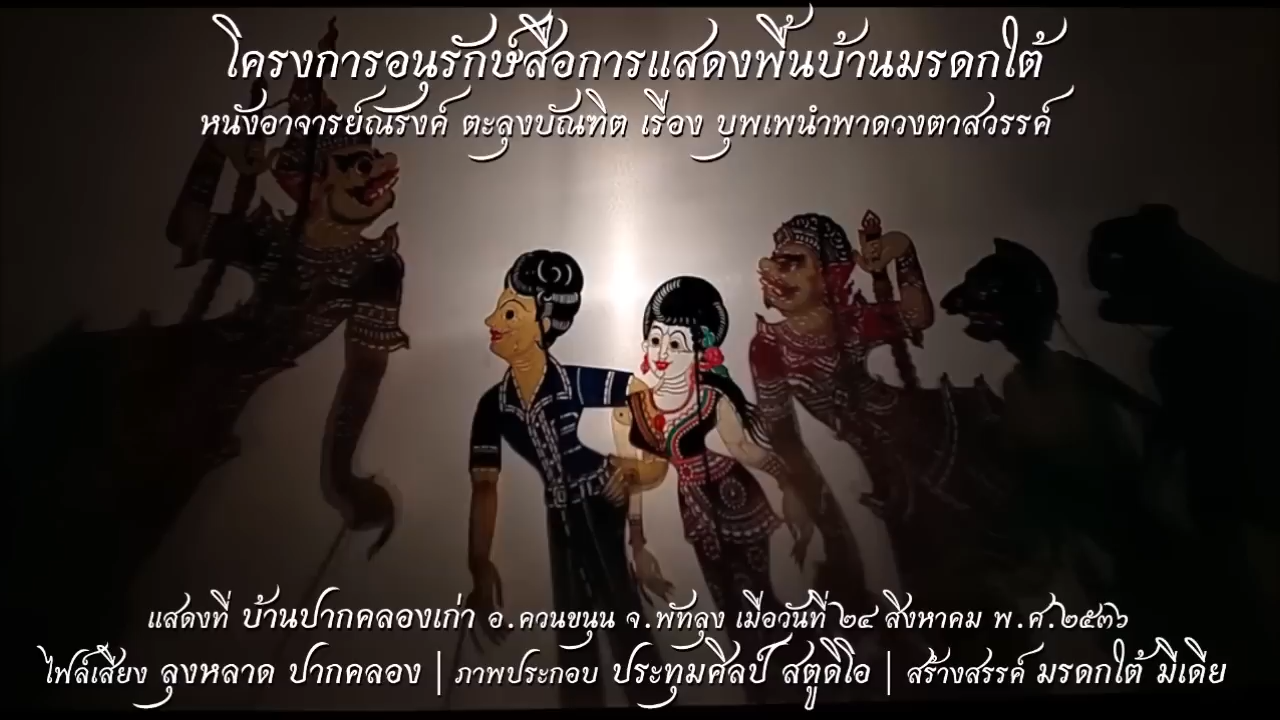 โครงการอนุรักษ์สื่อการแสดงพื้นบ้านมรดกใต้
หนังอาจารย์ณรงค์ ตะลุงบัณฑิต เรื่อง บุพเพนำพาดวงตาสวรรค์
แสดงที่ บ้านปากคลองเก่า อ.ควนขนุน จ.พัทลุง เมื่อวันที่ ๒๔ สิงหาคม พ.ศ.๒๕๓๖
ไฟล์เสียง ลุงหลาด ปากคลอง | ภาพประกอบ ประทุมศิลป์ สตูดิโอ | สร้างสรรค์ มรดกใต้ มีเดีย